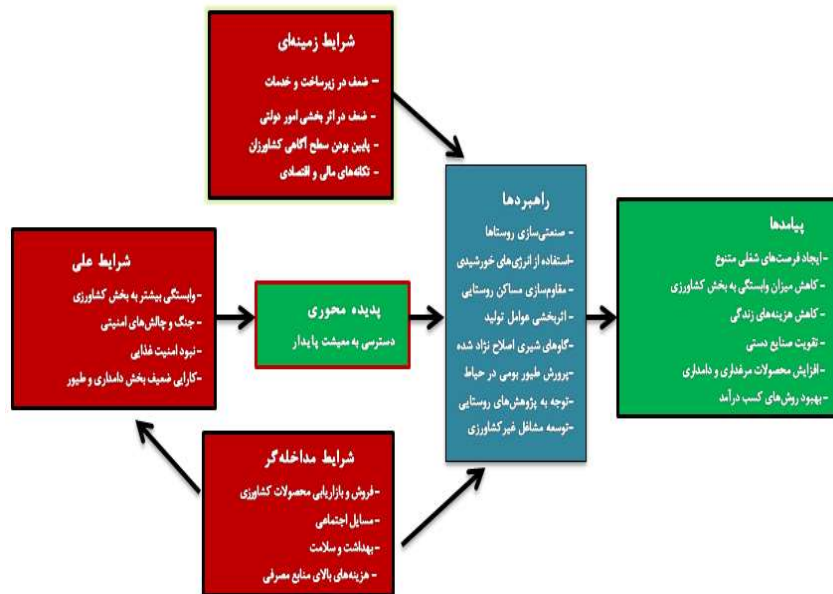 شرایط زمینه‌ای
- ضعف در زیرساخت و خدمات
- ضعف در اثر بخشی امور دولتی
- پایین بودن سطح آگاهی کشاورزان
- تکانه‌های مالی و اقتصادی
شرایط علی
-وابستگی بیشتر به بخش کشاورزی
-جنگ و چالش‌های امنیتی
-نبود امنیت غذایی
-کارایی ضعیف بخش دامداری و طیور
پدیده محوری
دسترسی به معیشت پایدار
شرایط مداخله‌گر
-فروش و بازاریابی محصولات کشاورزی
-مسایل اجتماعی
-بهداشت و سلامت
-هزینه‌های بالای منابع مصرفی
راهبردها
- صنعتی‌سازی روستاها
-استفاده از انرژی‌های خورشیدی
-مقاوم‌سازی مساکن روستایی
-اثربخشی عوامل تولید
-گاوهای شیری اصلاح نژاد شده
-پرورش طیور بومی در حیاط
-توجه به پژوهش‌های روستایی
-توسعه مشاغل غیرکشاورزی
پیامدها
-ایجاد فرصت‌های شغلی متنوع
-کاهش میزان وابستگی به بخش کشاورزی
-کاهش هزینه‌های زندگی
-تقویت صنایع دستی
-افزایش محصولات مرغداری و دامداری
-بهبود روش‌های کسب درآمد